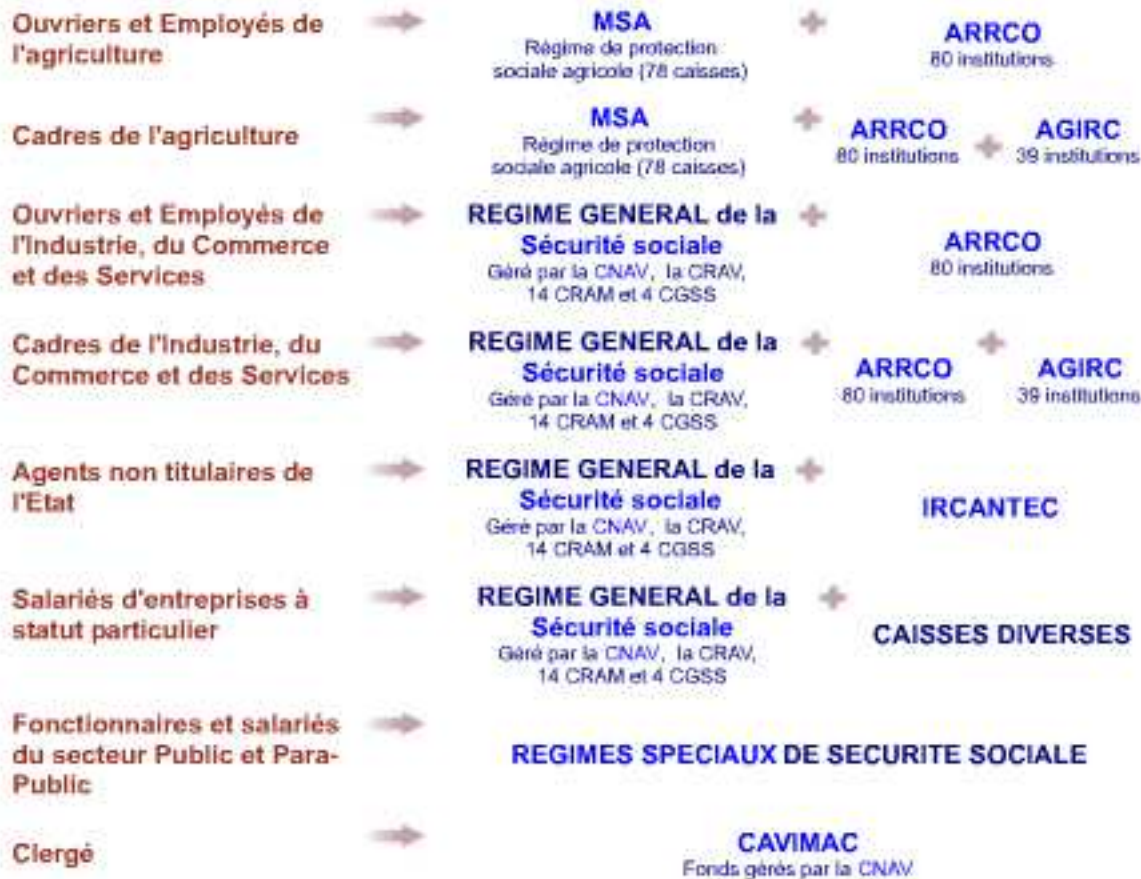 Ouvriers et Employés de
l'agriculture
MSA
Régime de protection
sociale agricole (78 caisses)
ARRCO
80 institutions
Cadres de l'agriculture
MSA
Régime de protection
sociale agricole (78 caisses)
ARRCO
80 institutions
AGIRC
39 institutions
Ouvriers et Employés de
l'Industrie, du Commerce
et des Services
REGIME GENERAL de la
Sécurité sociale
Géré par la CNAV, la CRAV,
14 CRAM et 4 CGSS
ARRCO
80 institutions
Cadres de l'Industrie, du
Commerce et des Services
REGIME GENERAL de la
Sécurité sociale
Géré par la CNAV, la CRAV,
14 CRAM et 4 CGSS
ARRCO
80 institutions
AGIRC
39 institutions
Agents non titulaires de
l'Etat
REGIME GENERAL de la
Sécurité sociale
Géré par la CNAV, la CRAV,
14 CRAM et 4 CGSS
IRCANTEC
Salariés d'entreprises à
statut particulier
REGIME GENERAL de la
Sécurité sociale
Géré par la CNAV, la CRAV,
14 CRAM et 4 CGSS
CAISSES DIVERSES
Fonctionnaires et salariés
du secteur Public et Para-
Public
REGIMES SPECIAUX DE SECURITE SOCIALE
Clergé
CAVIMAC
Fonds gérés par la CNAV